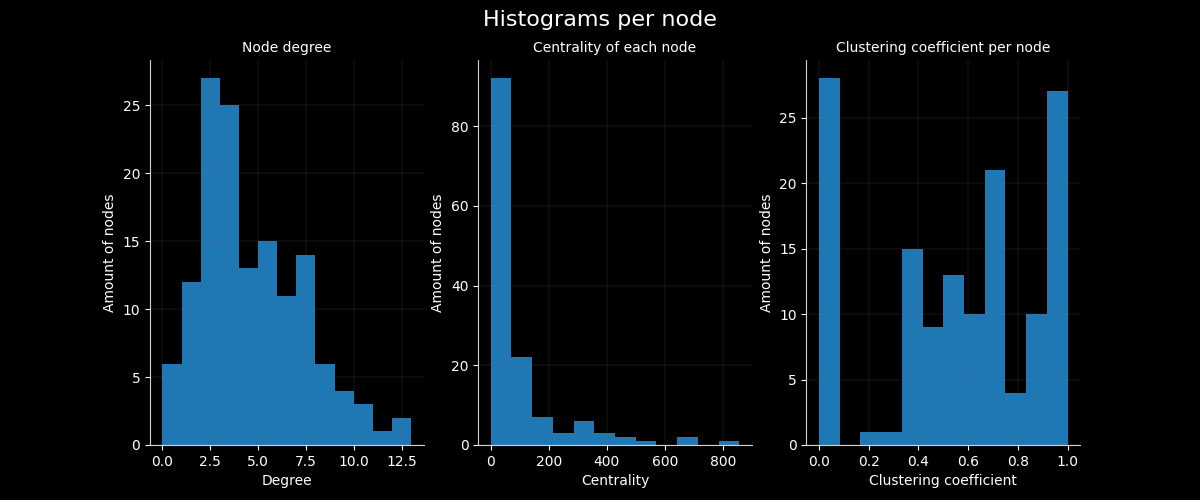 Histograms per node
Node degree
Amount of nodes
0
5
10
15
20
25
0.0 2.5 5.0 7.5 10.0 12.5
Degree
Centrality of each node
Amount of nodes
0
20
40
60
80
0 200 400 600 800
Centrality
Clustering coefficient per node
Amount of nodes
0
5
10
15
20
25
0.0 0.2 0.4 0.6 0.8 1.0
Clustering coefficient